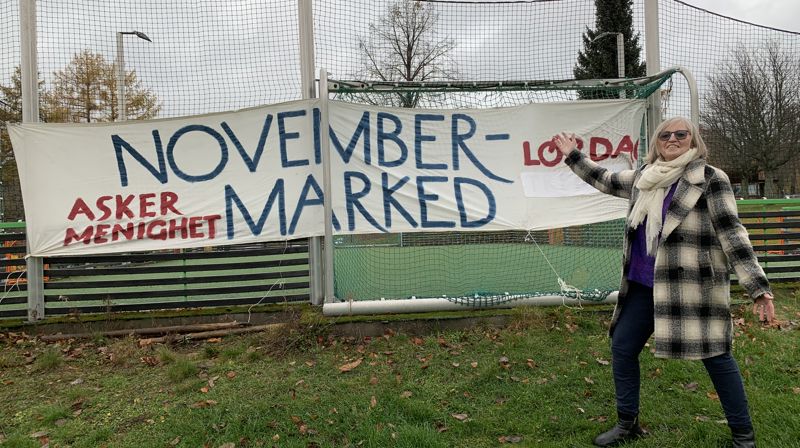 NOVEMBER-
MARKED
ASKER
MENIGHET
LØRDAG